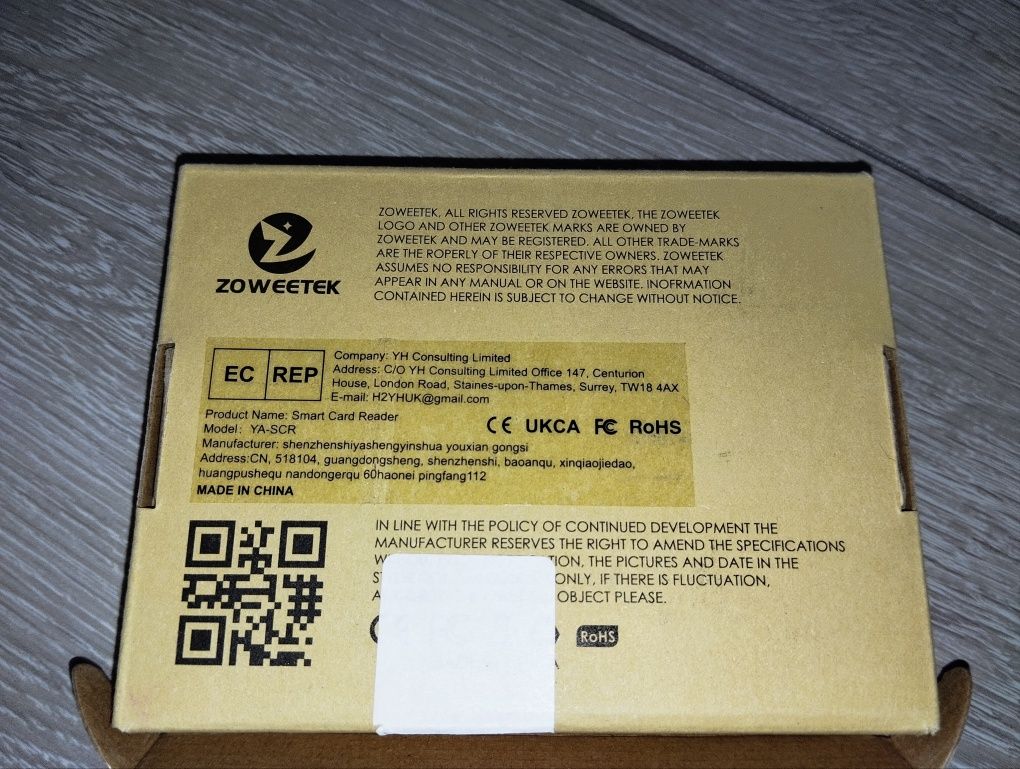 ZOWEETEK
ZOWEETEK, ALL RIGHTS RESERVED ZOWEETEK, THE ZOWEETEK
LOGO AND OTHER ZOWEETEK MARKS ARE OWNED BY
ZOWEETEK AND MAY BE REGISTERED. ALL OTHER TRADE-MARKS
ARE THE ROPERLY OF THEIR RESPECTIVE OWNERS. ZOWEETEK
ASSUMES NO RESPONSIBILITY FOR ANY ERRORS THAT MAY
APPEAR IN ANY MANUAL OR ON THE WEBSITE. INOFRMATION
CONTAINED HEREIN IS SUBJECT TO CHANGE WITHOUT NOTICE.
EC REP
Company: YH Consulting Limited
Address: C/O YH Consulting Limited Office 147, Centurion
House, London Road, Staines-upon-Thames, Surrey, TW18 4AX
E-mail: H2YHUK@gmail.com
Product Name: Smart Card Reader
Model: YA-SCR
CE UKCA FC RoHS
Manufacturer: shenzhenshiyashengyinshua youxian gongsi
Address:CN, 518104, guangdongsheng, shenzhenshi, baoanqu, xinqiaojiedao,
huangpushequ nandongerqu 60haonei pingfang112
MADE IN CHINA
IN LINE WITH THE POLICY OF CONTINUED DEVELOPMENT THE
MANUFACTURER RESERVES THE RIGHT TO AMEND THE SPECIFICATIONS
THE PICTURES AND DATE IN THE
ONLY, IF THERE IS FLUCTUATION,
OBJECT PLEASE.
RoHS